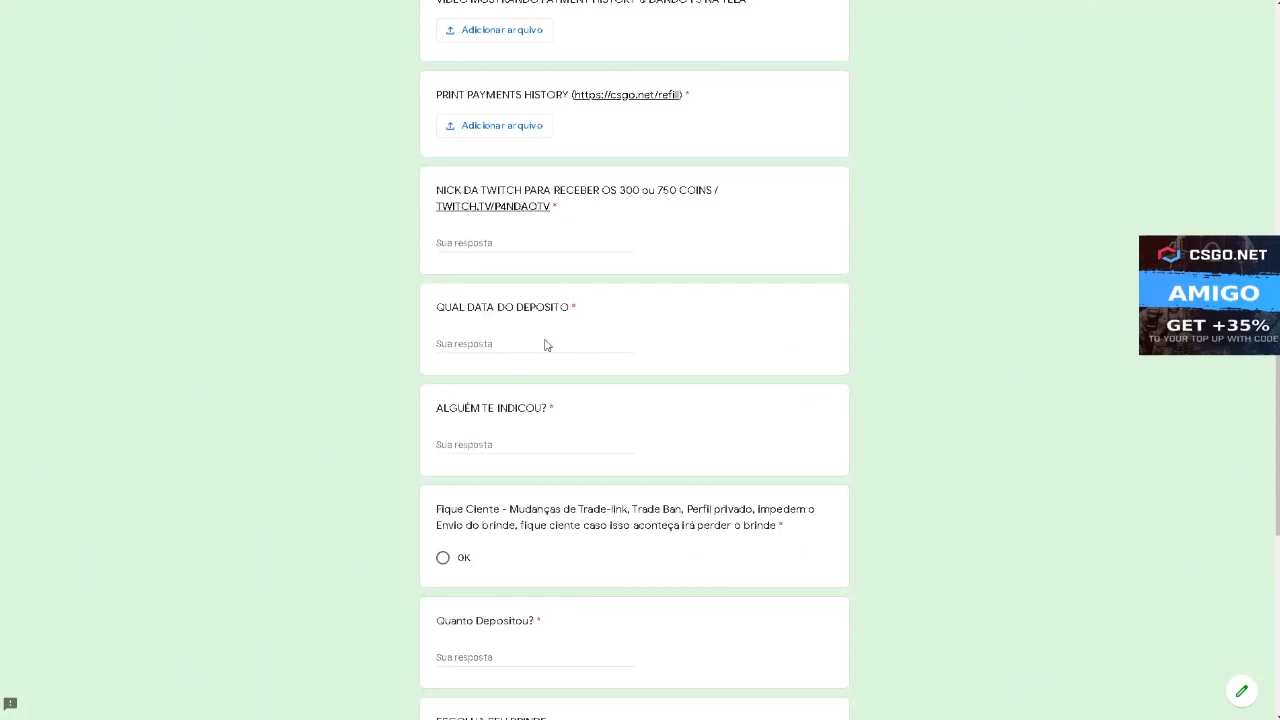 Adicionar arquivo
PRINT PAYMENTS HISTORY (https://csgo.net/refill) *
Adicionar arquivo
NICK DA TWITCH PARA RECEBER OS 300 ou 750 COINS /
TWITCH.TV/P4NDAOTV *
Sua resposta
QUAL DATA DO DEPOSITO *
Sua resposta
ALGUÉM TE INDICOU? *
Sua resposta
Fique Ciente - Mudanças de Trade-link, Trade Ban, Perfil privado, impedem o
Envio do brinde, fique ciente caso isso aconteça irá perder o brinde *
OK
Quanto Depositou? *
Sua resposta
CSGO.NET
AMIGO
GET +35%
TO YOUR TOP UP WITH CODE